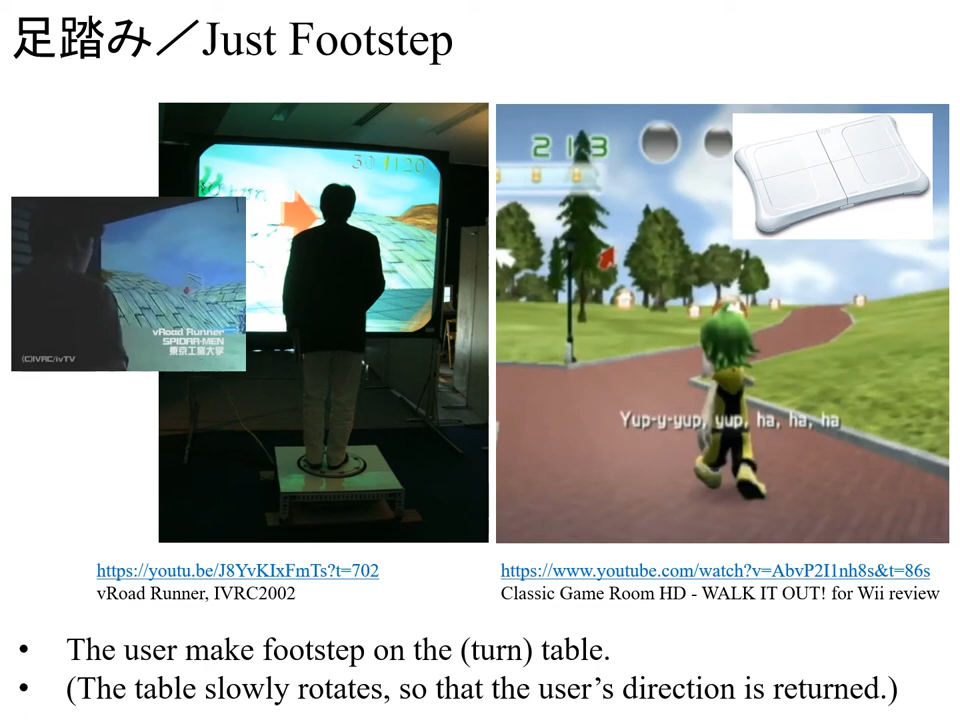 足踏み／Just Footstep
30/120
vRoad Runner
SPIDAR-MEN
東京工業大学
(C)IVRC/ivTV
213
Yup-y-yup, yup, ha, ha, ha
https://youtu.be/J8YvKIxFmTs?t=702
vRoad Runner, IVRC2002
https://www.youtube.com/watch?v=AbvP2I1nh8s&t=86s
Classic Game Room HD - WALK IT OUT! for Wii review
• The user make footstep on the (turn) table.
• (The table slowly rotates, so that the user’s direction is returned.)